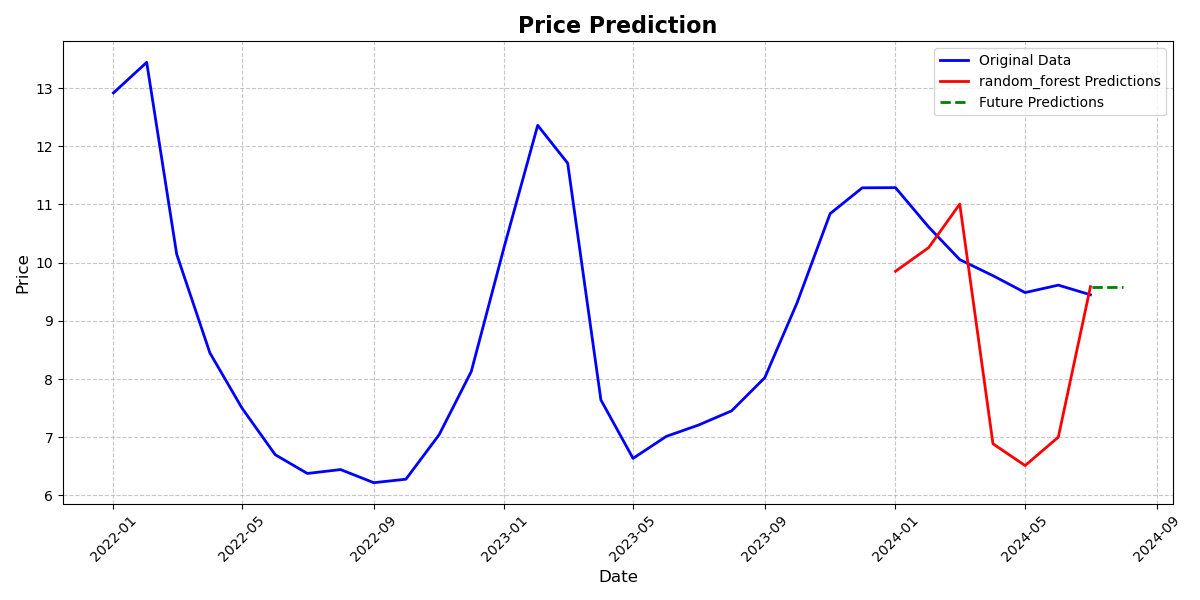 Price Prediction
Original Data
random_forest Predictions
Future Predictions
Price
13
12
11
10
9
8
7
6
2022-01
2022-05
2022-09
2023-01
2023-05
2023-09
2024-01
2024-05
2024-09
Date